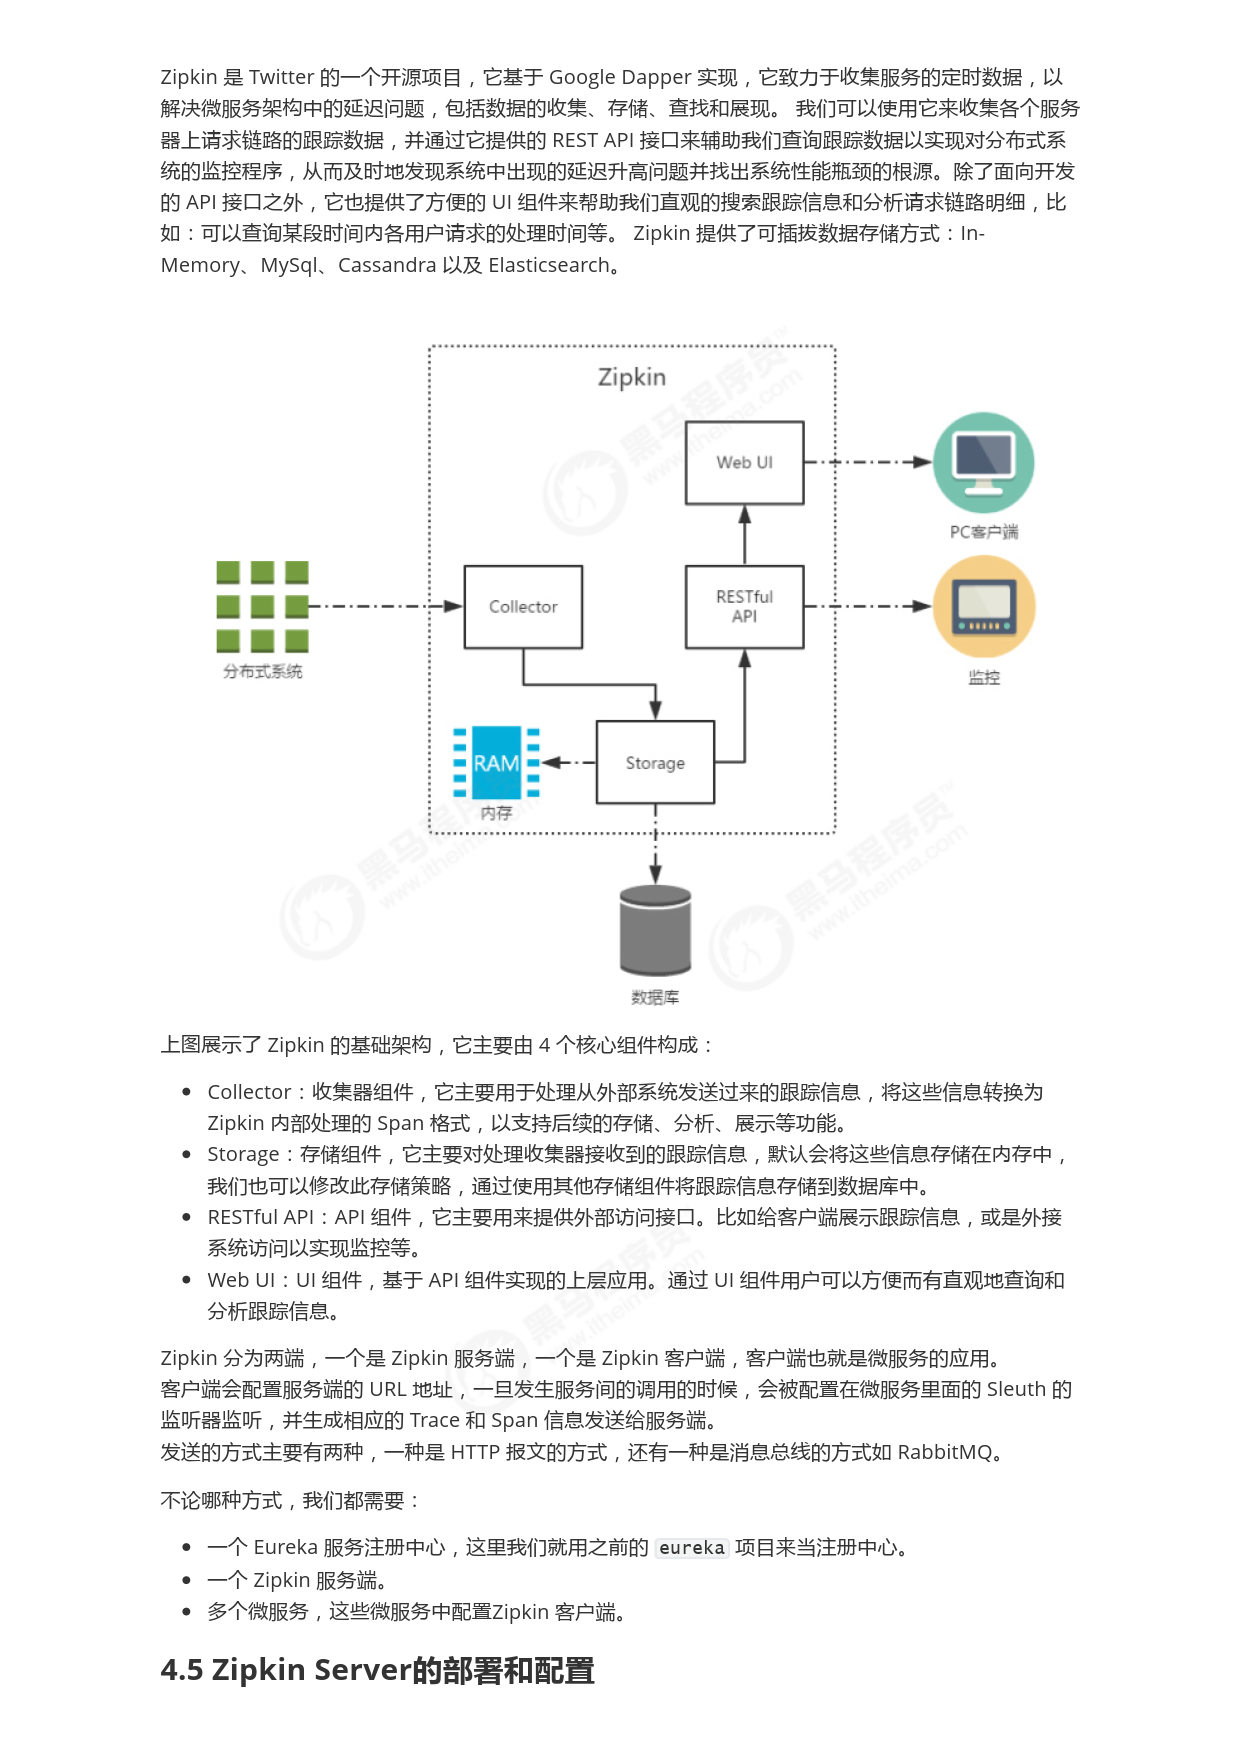 Zipkin 是 Twitter 的一个开源项目，它基于 Google Dapper 实现，它致力于收集服务的定时数据，以
解决微服务架构中的延迟问题，包括数据的收集、存储、查找和展现。 我们可以使用它来收集各个服务
器上请求链路的跟踪数据，并通过它提供的 REST API 接口来辅助我们查询跟踪数据以实现对分布式系
统的监控程序，从而及时地发现系统中出现的延迟升高问题并找出系统性能瓶颈的根源。除了面向开发
的 API 接口之外，它也提供了方便的 UI 组件来帮助我们直观的搜索跟踪信息和分析请求链路明细，比
如：可以查询某段时间内各用户请求的处理时间等。 Zipkin 提供了可插拔数据存储方式：In-
Memory、MySql、Cassandra 以及 Elasticsearch。
Zipkin
黑马程序员™
www.itheima.com
Web UI
PC客户端
Collector
RESTful
API
分布式系统
监控
RAM
内存
Storage
黑马程序员
www.itheima.com
黑马程序员™
www.itheima.com
数据库
上图展示了 Zipkin 的基础架构，它主要由 4 个核心组件构成：
Collector：收集器组件，它主要用于处理从外部系统发送过来的跟踪信息，将这些信息转换为
Zipkin 内部处理的 Span 格式，以支持后续的存储、分析、展示等功能。
Storage：存储组件，它主要对处理收集器接收到的跟踪信息，默认会将这些信息存储在内存中，
我们也可以修改此存储策略，通过使用其他存储组件将跟踪信息存储到数据库中。
RESTful API：API 组件，它主要用来提供外部访问接口。比如给客户端展示跟踪信息，或是外接
系统访问以实现监控等。
Web UI：UI 组件，基于 API 组件实现的上层应用。通过 UI 组件用户可以方便而有直观地查询和
分析跟踪信息。
黑马程序员
www.itheima.com
Zipkin 分为两端，一个是 Zipkin 服务端，一个是 Zipkin 客户端，客户端也就是微服务的应用。
客户端会配置服务端的 URL 地址，一旦发生服务间的调用的时候，会被配置在微服务里面的 Sleuth 的
监听器监听，并生成相应的 Trace 和 Span 信息发送给服务端。
发送的方式主要有两种，一种是 HTTP 报文的方式，还有一种是消息总线的方式如 RabbitMQ。
不论哪种方式，我们都需要：
一个 Eureka 服务注册中心，这里我们就用之前的 eureka 项目来当注册中心。
一个 Zipkin 服务端。
多个微服务，这些微服务中配置Zipkin 客户端。
4.5 Zipkin Server的部署和配置